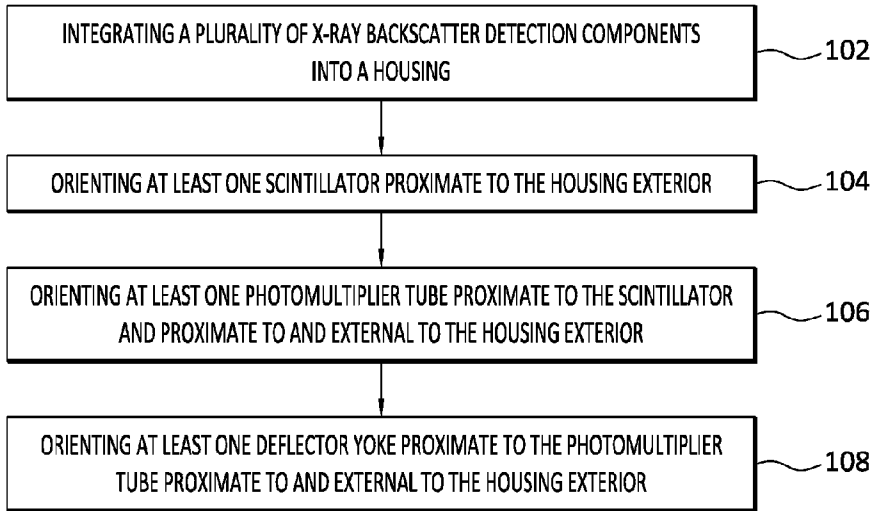 INTEGRATING A PLURALITY OF X-RAY BACKSCATTER DETECTION COMPONENTS
INTO A HOUSING
102
ORIENTING AT LEAST ONE SCINTILLATOR PROXIMATE TO THE HOUSING EXTERIOR
104
ORIENTING AT LEAST ONE PHOTOMULTIPLIER TUBE PROXIMATE TO THE SCINTILLATOR
AND PROXIMATE TO AND EXTERNAL TO THE HOUSING EXTERIOR
106
ORIENTING AT LEAST ONE DEFLECTOR YOKE PROXIMATE TO THE PHOTOMULTIPLIER
TUBE PROXIMATE TO AND EXTERNAL TO THE HOUSING EXTERIOR
108